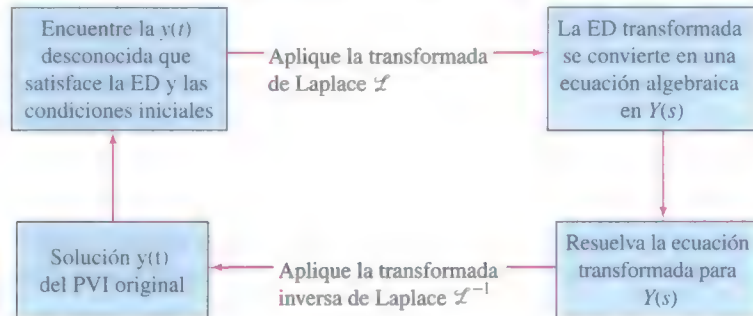 Encuentre la y(t)
desconocida que
satisface la ED y las
condiciones iniciales
Aplique la transformada
de Laplace ℒ
La ED transformada
se convierte en una
ecuación algebraica
en Y(s)
Solución y(t)
del PVI original
Aplique la transformada
inversa de Laplace ℒ⁻¹
Resuelva la ecuación
transformada para
Y(s)